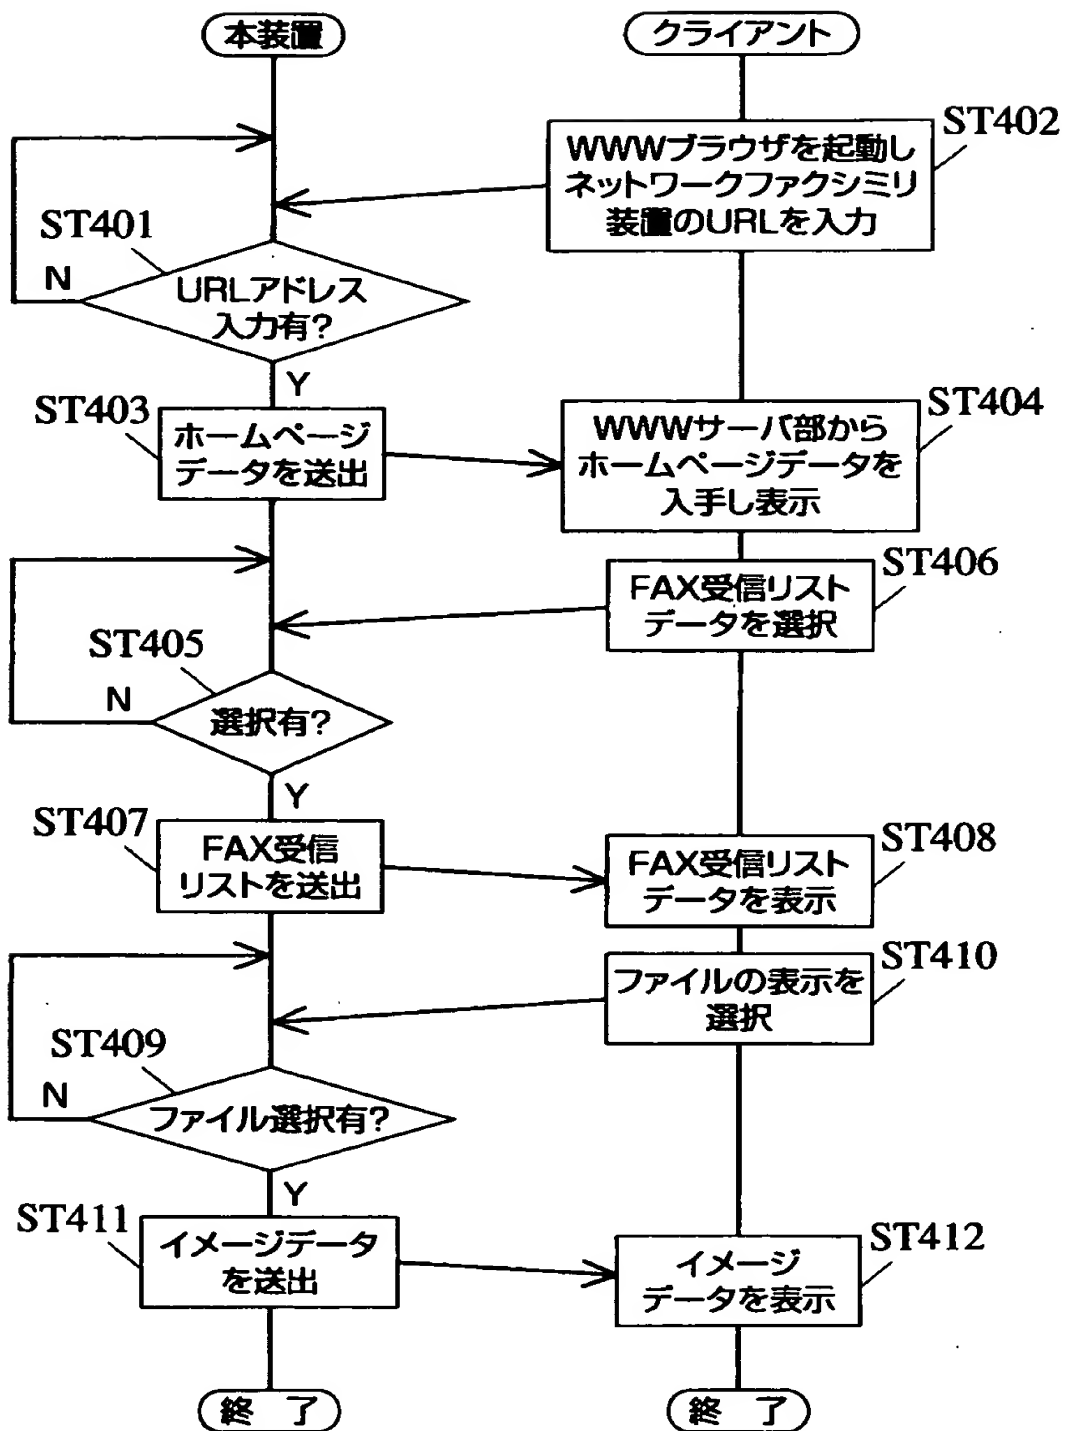 本装置
クライアント
ST402
WWWブラウザを起動し
ネットワークファクシミリ
装置のURLを入力
ST401
N
URLアドレス
入力有?
Y
ST403
ホームページ
データを送出
ST404
WWWサーバ部から
ホームページデータを
入手し表示
ST406
FAX受信リスト
データを選択
ST405
N
選択有?
Y
ST407
FAX受信
リストを送出
ST408
FAX受信リスト
データを表示
ST410
ファイルの表示を
選択
ST409
N
ファイル選択有?
Y
ST411
イメージデータ
を送出
ST412
イメージ
データを表示
終 了
終 了